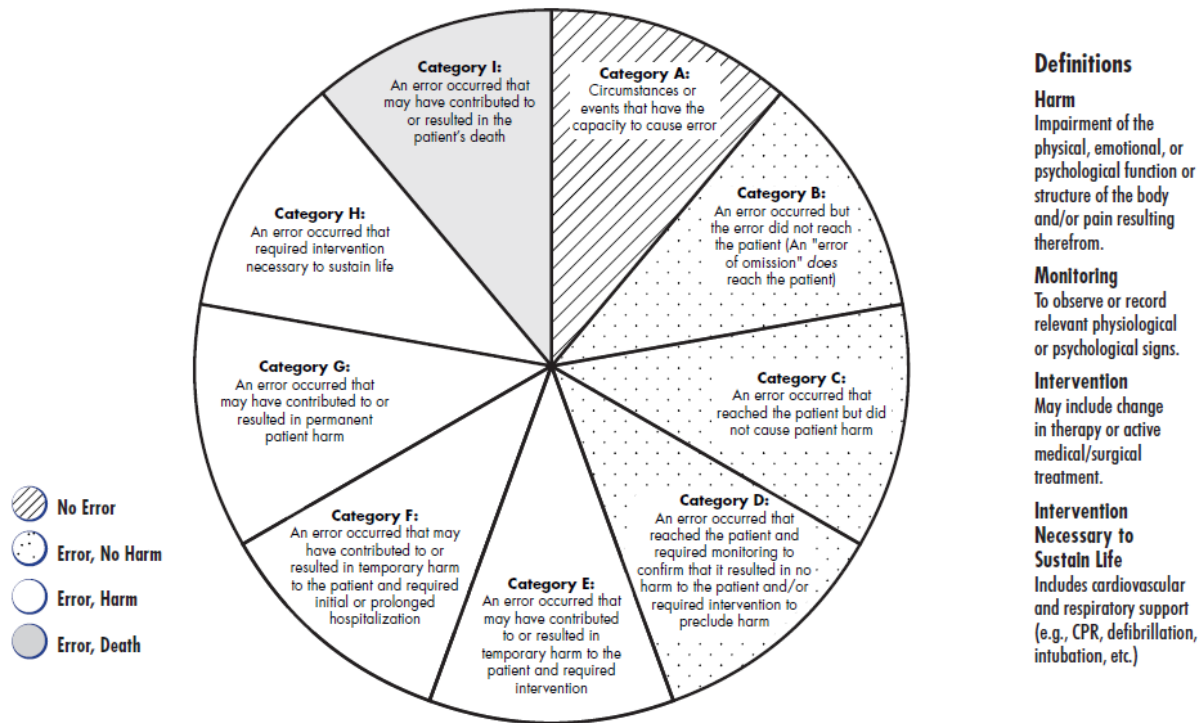 Category A:
Circumstances or
events that have the
capacity to cause error
Category B:
An error occurred but
the error did not reach
the patient (An "error
of omission" does
reach the patient)
Category C:
An error occurred that
reached the patient but did
not cause patient harm
Category D:
An error occurred that
reached the patient and
required monitoring to
confirm that it resulted in no
harm to the patient and/or
required intervention to
preclude harm
Category E:
An error occurred that
may have contributed
to or resulted in
temporary harm to the
patient and required
intervention
Category F:
An error occurred that may
have contributed to or
resulted in temporary harm
to the patient and required
initial or prolonged
hospitalization
Category G:
An error occurred that
may have contributed to or
resulted in permanent
patient harm
Category H:
An error occurred that
required intervention
necessary to sustain life
Category I:
An error occurred that
may have contributed to
or resulted in the
patient's death
No Error
Error, No Harm
Error, Harm
Error, Death
Definitions
Harm
Impairment of the
physical, emotional, or
psychological function or
structure of the body
and/or pain resulting
therefrom.
Monitoring
To observe or record
relevant physiological
or psychological signs.
Intervention
May include change
in therapy or active
medical/surgical
treatment.
Intervention
Necessary to
Sustain Life
Includes cardiovascular
and respiratory support
(e.g., CPR, defibrillation,
intubation, etc.)